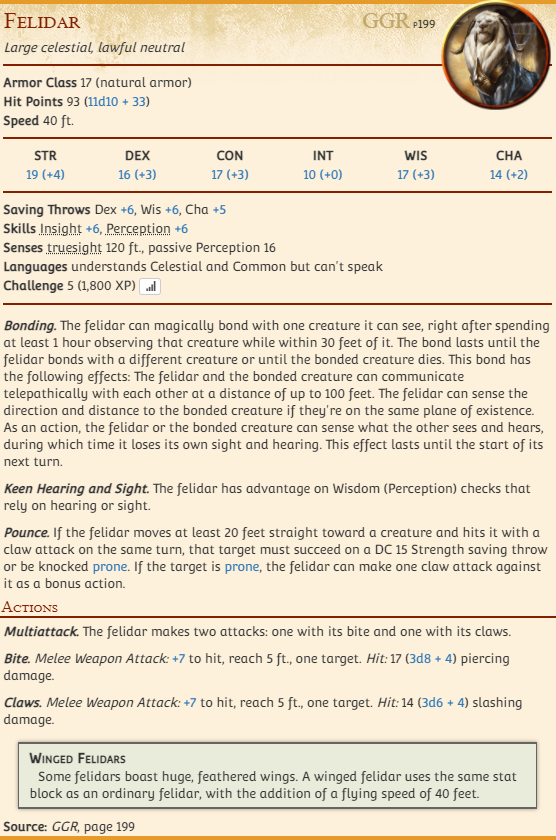 Felidar GGR p199
Large celestial, lawful neutral
Armor Class 17 (natural armor)
Hit Points 93 (11d10 + 33)
Speed 40 ft.
STR DEX CON INT WIS CHA
19 (+4) 16 (+3) 17 (+3) 10 (+0) 17 (+3) 14 (+2)
Saving Throws Dex +6, Wis +6, Cha +5
Skills Insight +6, Perception +6
Senses truesight 120 ft., passive Perception 16
Languages understands Celestial and Common but can't speak
Challenge 5 (1,800 XP)
Bonding. The felidar can magically bond with one creature it can see, right after spending
at least 1 hour observing that creature while within 30 feet of it. The bond lasts until the
felidar bonds with a different creature or until the bonded creature dies. This bond has
the following effects: The felidar and the bonded creature can communicate
telepathically with each other at a distance of up to 100 feet. The felidar can sense the
direction and distance to the bonded creature if they're on the same plane of existence.
As an action, the felidar or the bonded creature can sense what the other sees and hears,
during which time it loses its own sight and hearing. This effect lasts until the start of its
next turn.
Keen Hearing and Sight. The felidar has advantage on Wisdom (Perception) checks that
rely on hearing or sight.
Pounce. If the felidar moves at least 20 feet straight toward a creature and hits it with a
claw attack on the same turn, that target must succeed on a DC 15 Strength saving throw
or be knocked prone. If the target is prone, the felidar can make one claw attack against
it as a bonus action.
Actions
Multiattack. The felidar makes two attacks: one with its bite and one with its claws.
Bite. Melee Weapon Attack: +7 to hit, reach 5 ft., one target. Hit: 17 (3d8 + 4) piercing
damage.
Claws. Melee Weapon Attack: +7 to hit, reach 5 ft., one target. Hit: 14 (3d6 + 4) slashing
damage.
Winged Felidars
Some felidars boast huge, feathered wings. A winged felidar uses the same stat
block as an ordinary felidar, with the addition of a flying speed of 40 feet.
Source: GGR, page 199